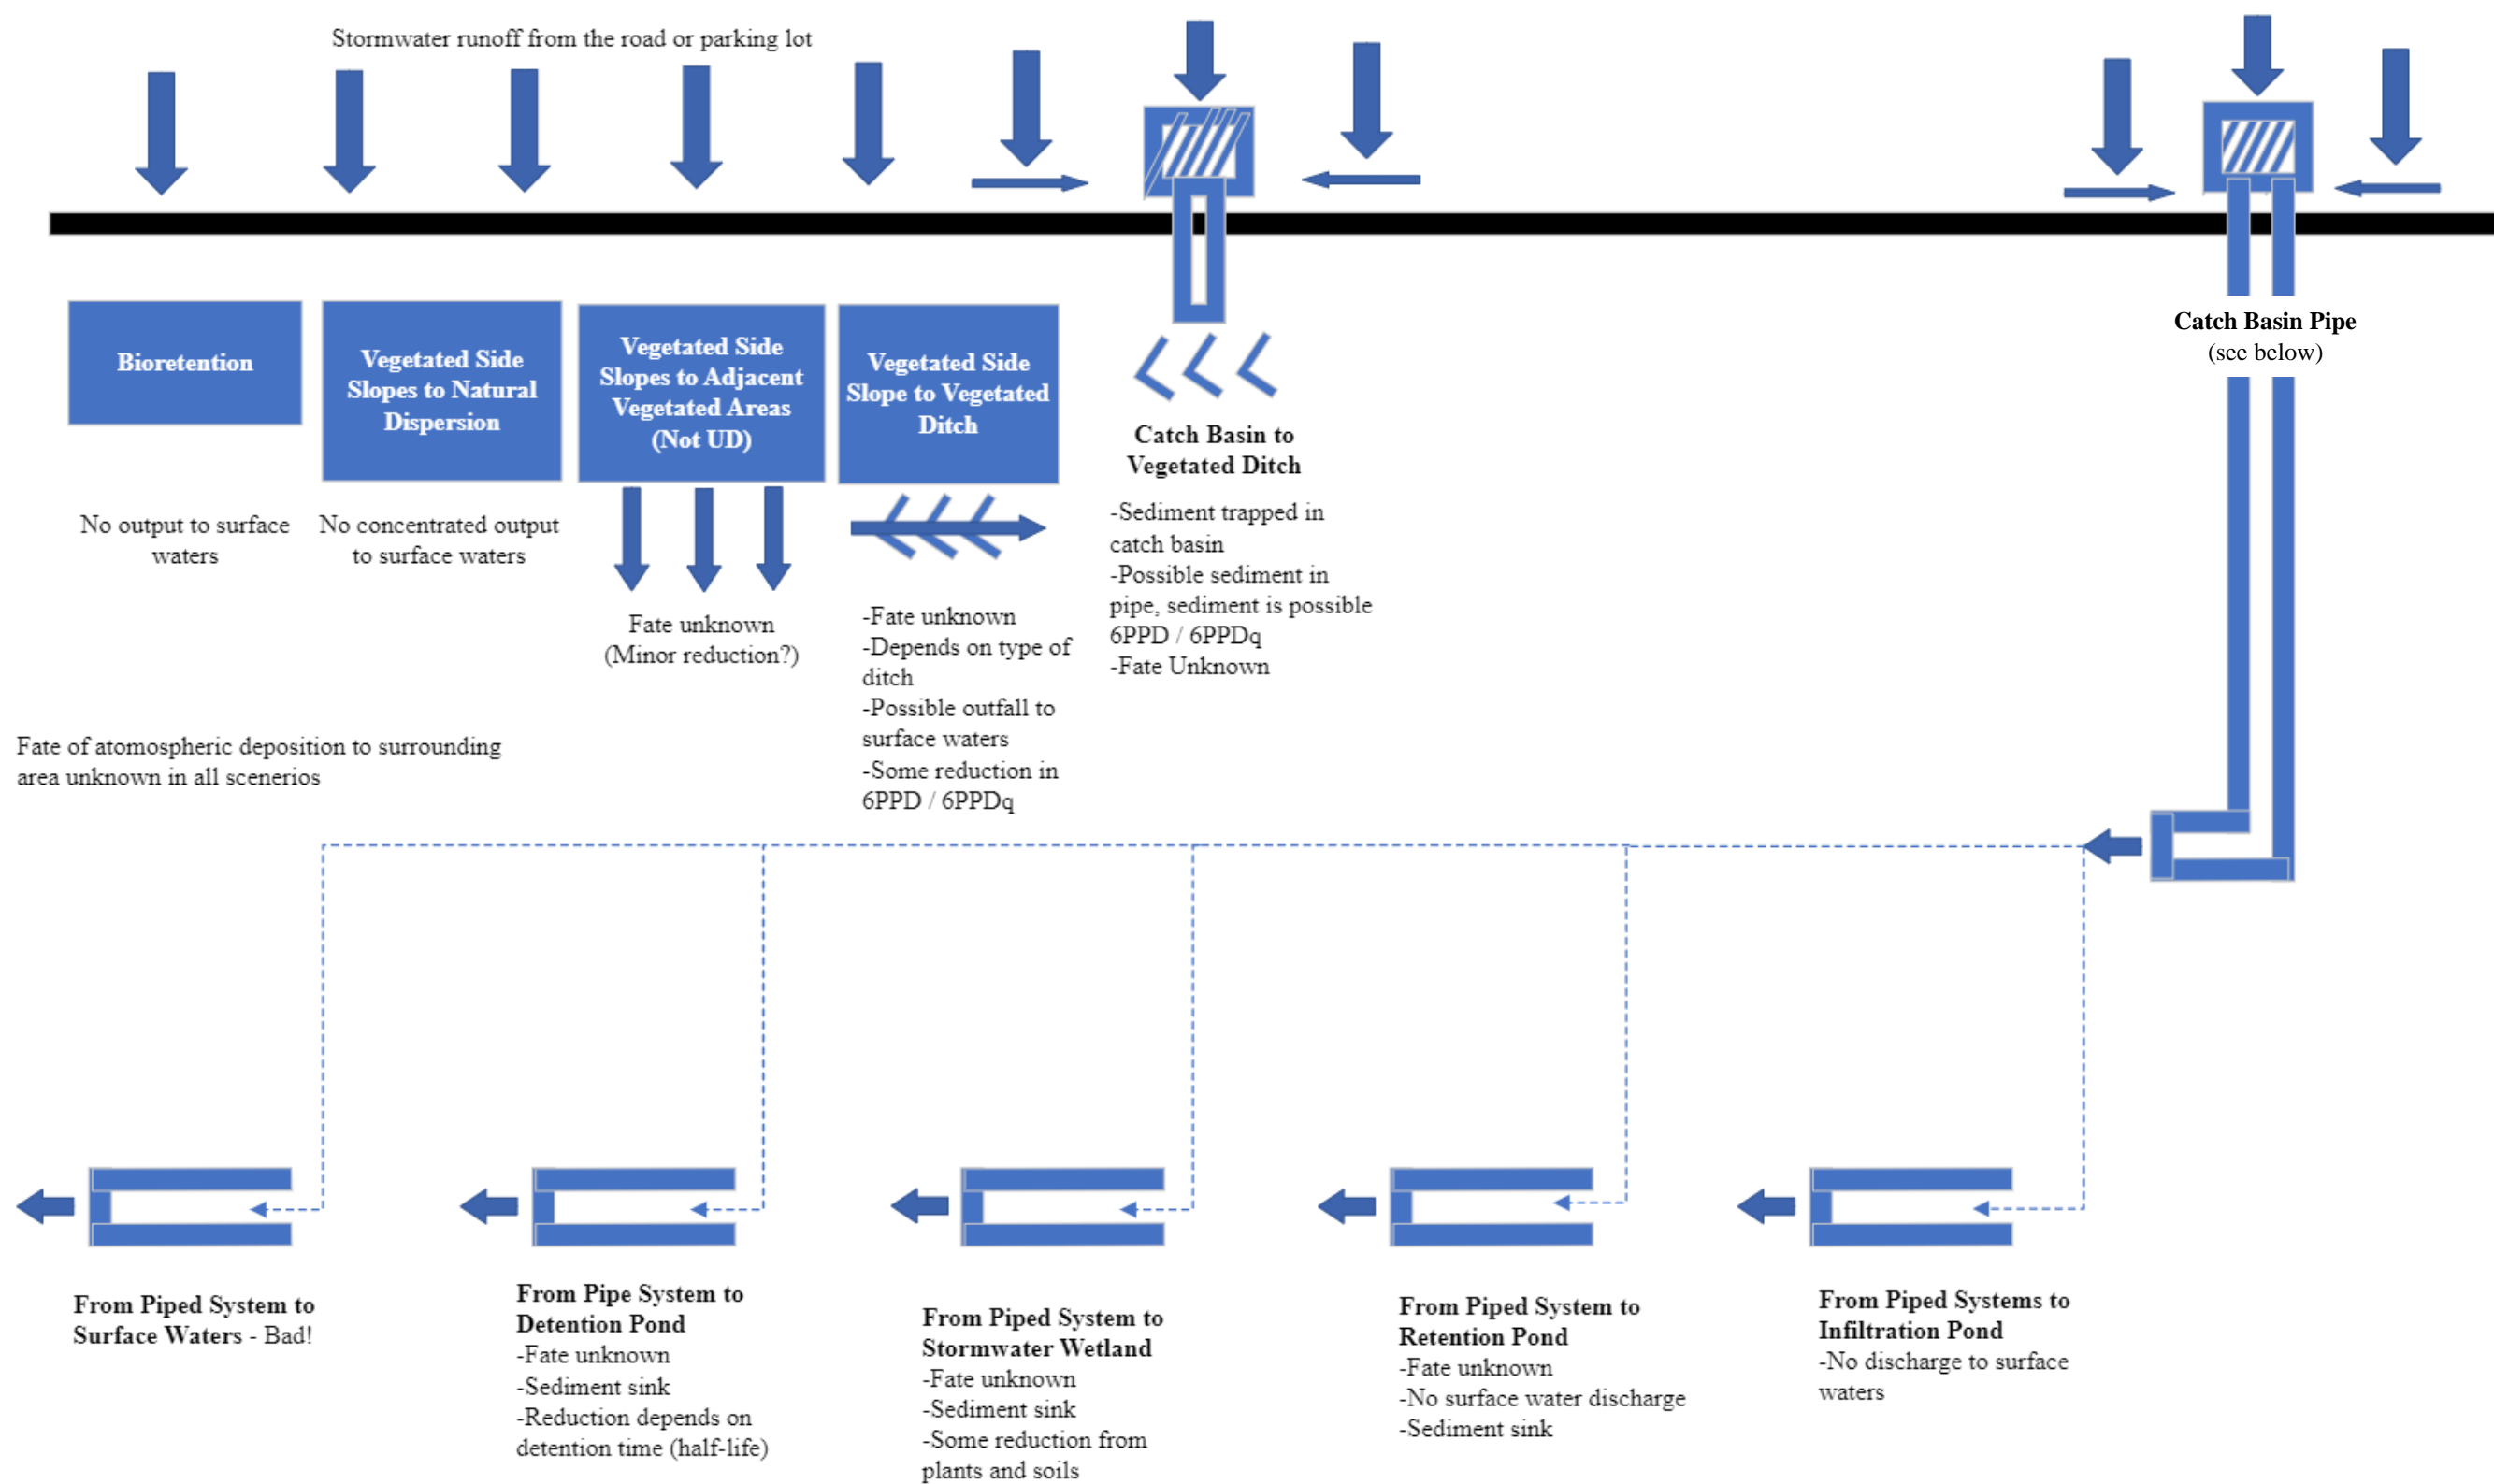 Stormwater runoff from the road or parking lot
Catch Basin Pipe
(see below)
Bioretention
No output to surface
waters
Vegetated Side
Slopes to Natural
Dispersion
No concentrated output
to surface waters
Vegetated Side
Slopes to Adjacent
Vegetated Areas
(Not UD)
Fate unknown
(Minor reduction?)
Vegetated Side
Slope to Vegetated
Ditch
-Fate unknown
-Depends on type of
ditch
-Possible outfall to
surface waters
-Some reduction in
6PPD / 6PPDq
Catch Basin to
Vegetated Ditch
-Sediment trapped in
catch basin
-Possible sediment in
pipe, sediment is possible
6PPD / 6PPDq
-Fate Unknown
Fate of atomospheric deposition to surrounding
area unknown in all scenerios
From Piped System to
Surface Waters - Bad!
From Pipe System to
Detention Pond
-Fate unknown
-Sediment sink
-Reduction depends on
detention time (half-life)
From Piped System to
Stormwater Wetland
-Fate unknown
-Sediment sink
-Some reduction from
plants and soils
From Piped System to
Retention Pond
-Fate unknown
-No surface water discharge
-Sediment sink
From Piped Systems to
Infiltration Pond
-No discharge to surface
waters